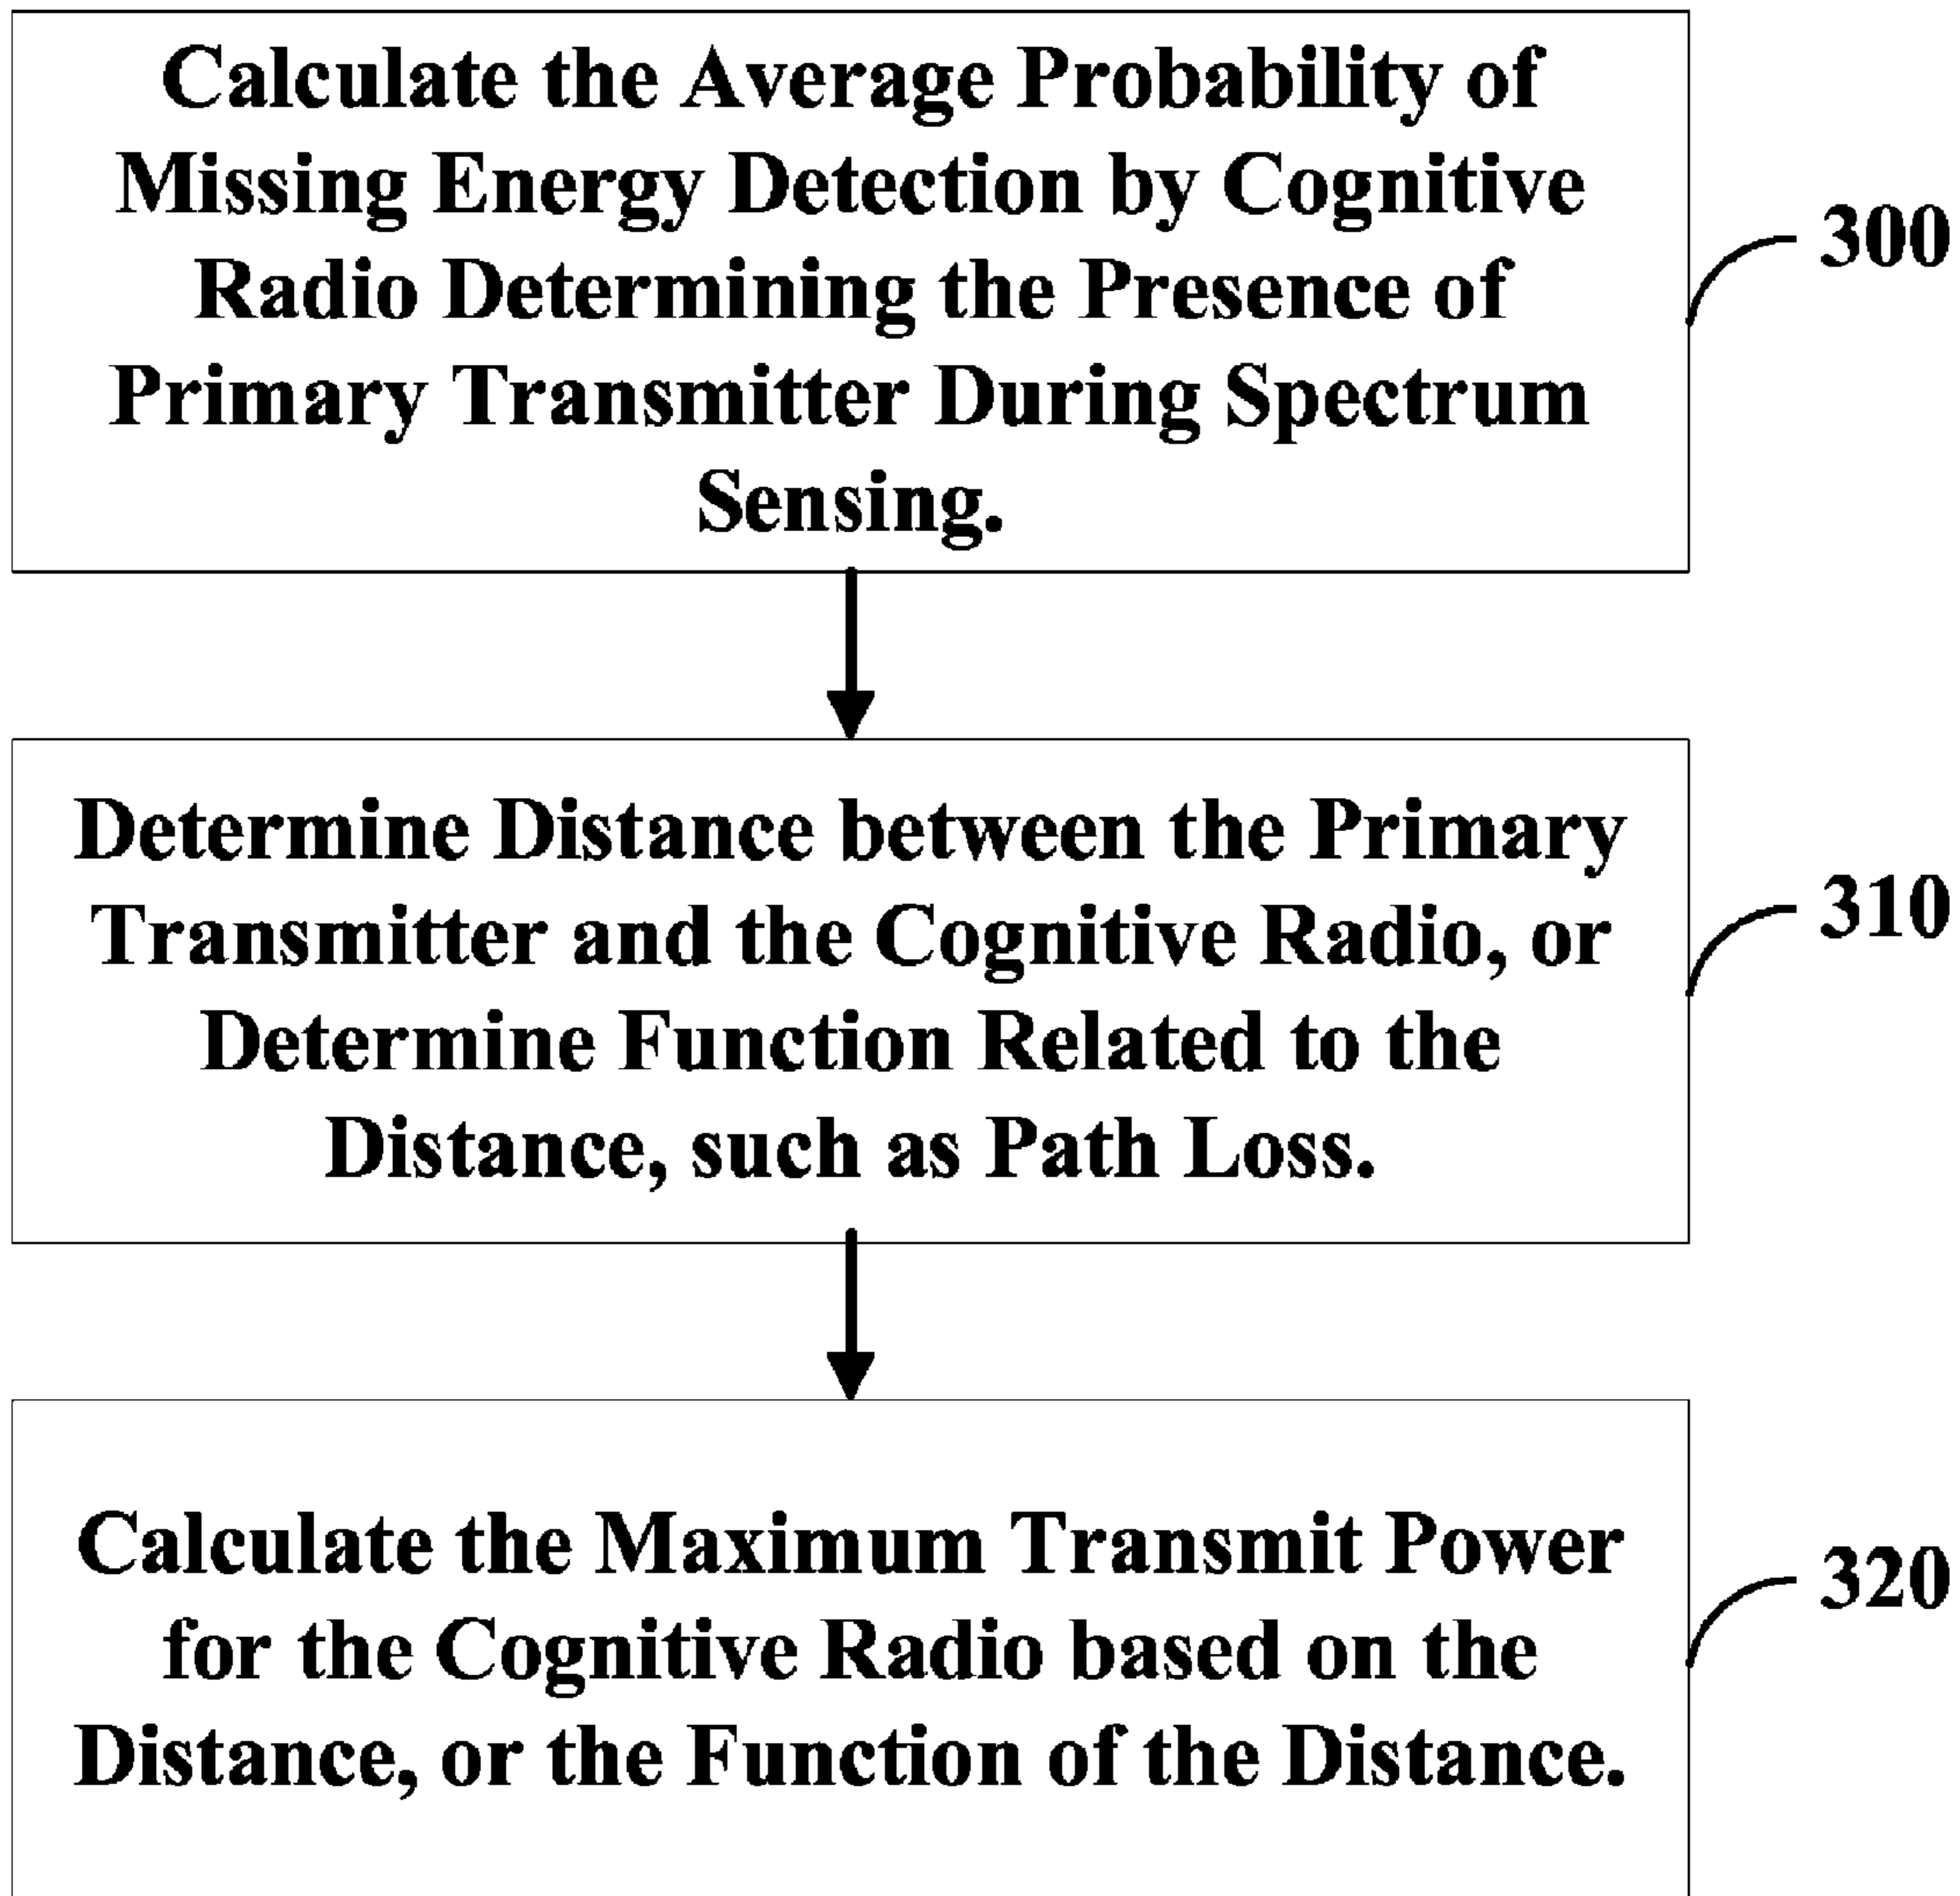 Calculate the Average Probability of
Missing Energy Detection by Cognitive
Radio Determining the Presence of
Primary Transmitter During Spectrum
Sensing.
300
Determine Distance between the Primary
Transmitter and the Cognitive Radio, or
Determine Function Related to the
Distance, such as Path Loss.
310
Calculate the Maximum Transmit Power
for the Cognitive Radio based on the
Distance, or the Function of the Distance.
320